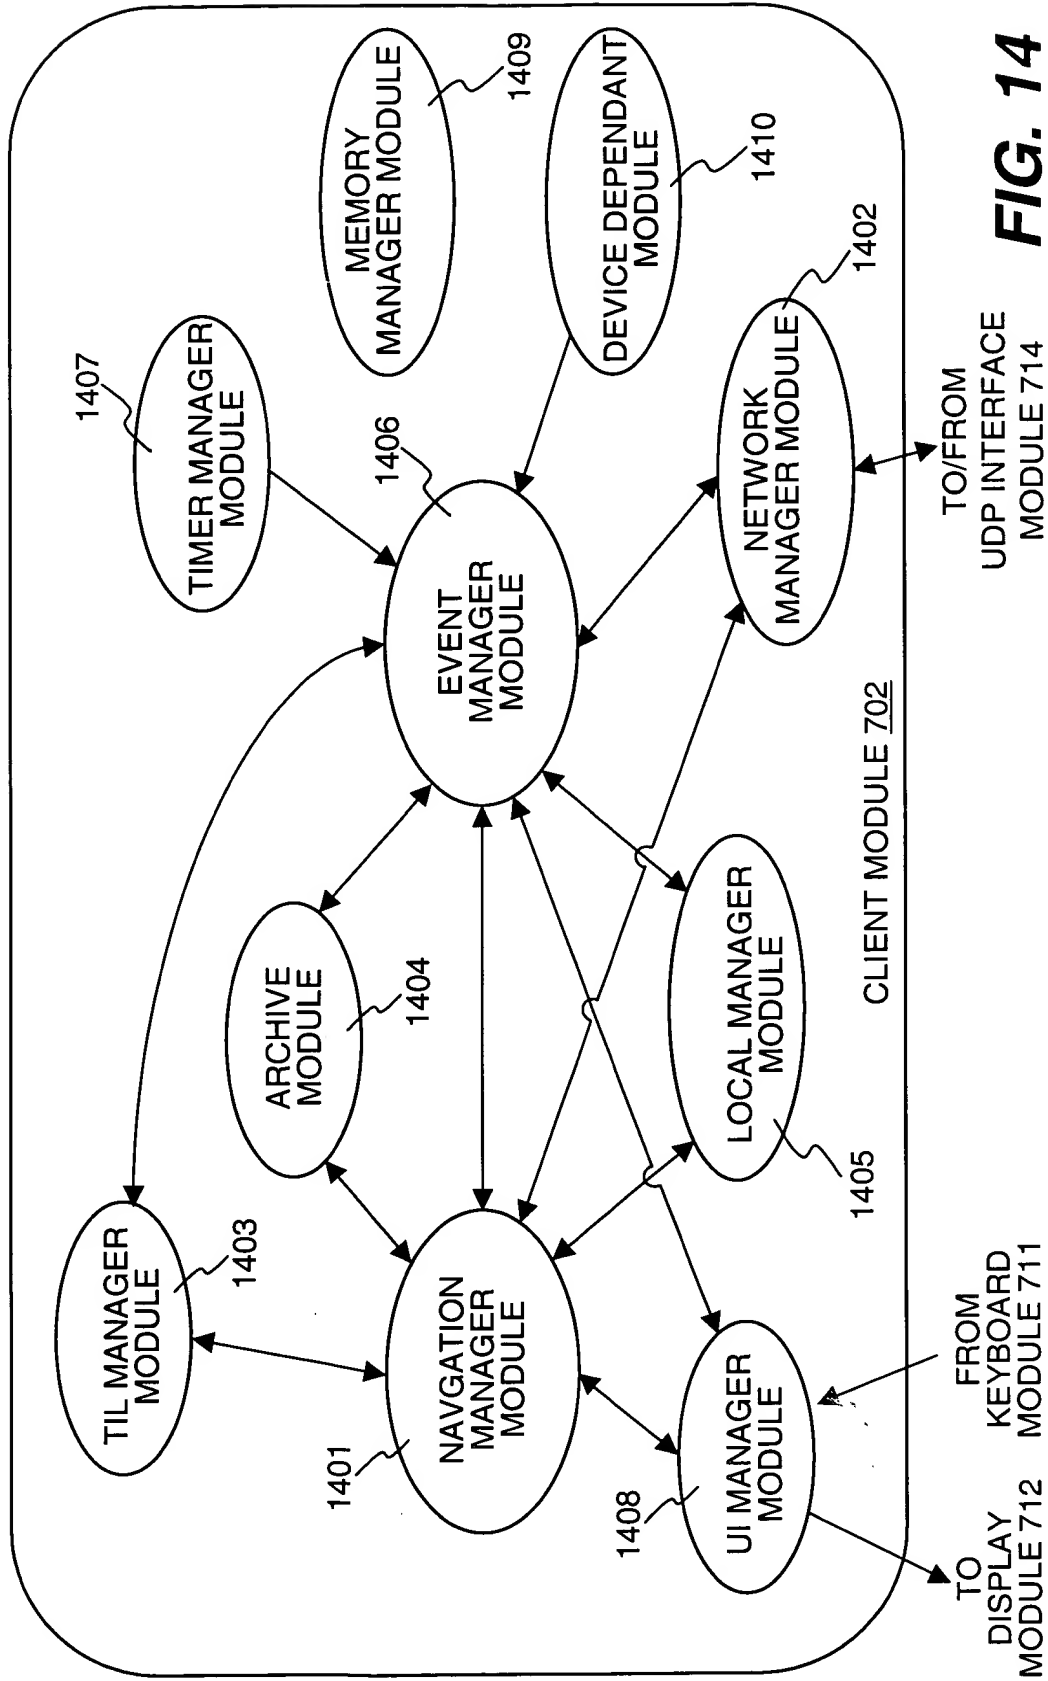 TIL MANAGER
MODULE
1403
TIMER MANAGER
MODULE
1407
ARCHIVE
MODULE
1404
MEMORY
MANAGER MODULE
1409
NAVGATION
MANAGER
MODULE
1401
EVENT
MANAGER
MODULE
1406
DEVICE DEPENDANT
MODULE
1410
UI MANAGER
MODULE
1408
LOCAL MANAGER
MODULE
1405
NETWORK
MANAGER MODULE
1402
CLIENT MODULE 702
TO
DISPLAY
MODULE 712
FROM
KEYBOARD
MODULE 711
TO/FROM
UDP INTERFACE
MODULE 714
FIG. 14